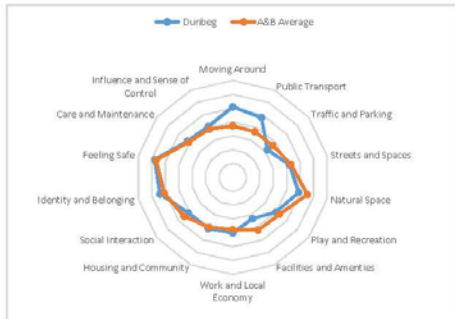 Dunbeg
A&B Average
Moving Around
Public Transport
Traffic and Parking
Streets and Spaces
Natural Space
Play and Recreation
Facilities and Amenties
Work and Local
Economy
Housing and Community
Social Interaction
Identity and Belonging
Feeling Safe
Care and Maintenance
Influence and Sense of
Control